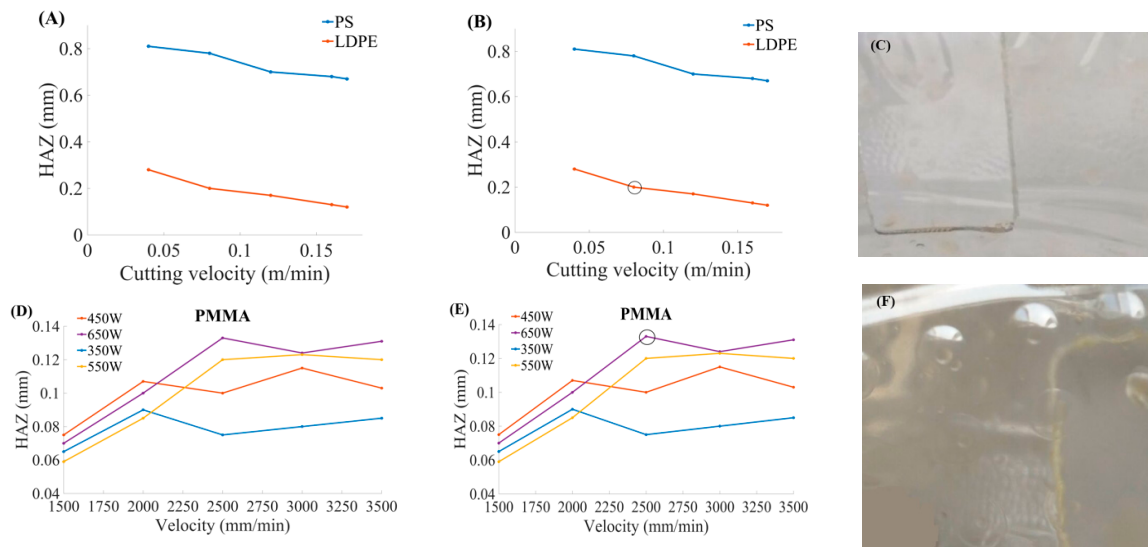 (A)
PS
LDPE
0.8
0.6
0.4
0.2
0
HAZ (mm)
0 0.05 0.1 0.15
Cutting velocity (m/min)
(B)
PS
LDPE
0.8
0.6
0.4
0.2
0
HAZ (mm)
0 0.05 0.1 0.15
Cutting velocity (m/min)
(C)
(D)
PMMA
450W
650W
350W
550W
0.14
0.12
0.1
0.08
0.06
0.04
HAZ (mm)
1500 1750 2000 2250 2500 2750 3000 3250 3500
Velocity (mm/min)
(E)
PMMA
450W
650W
350W
550W
0.14
0.12
0.1
0.08
0.06
0.04
HAZ (mm)
1500 1750 2000 2250 2500 2750 3000 3250 3500
Velocity (mm/min)
(F)